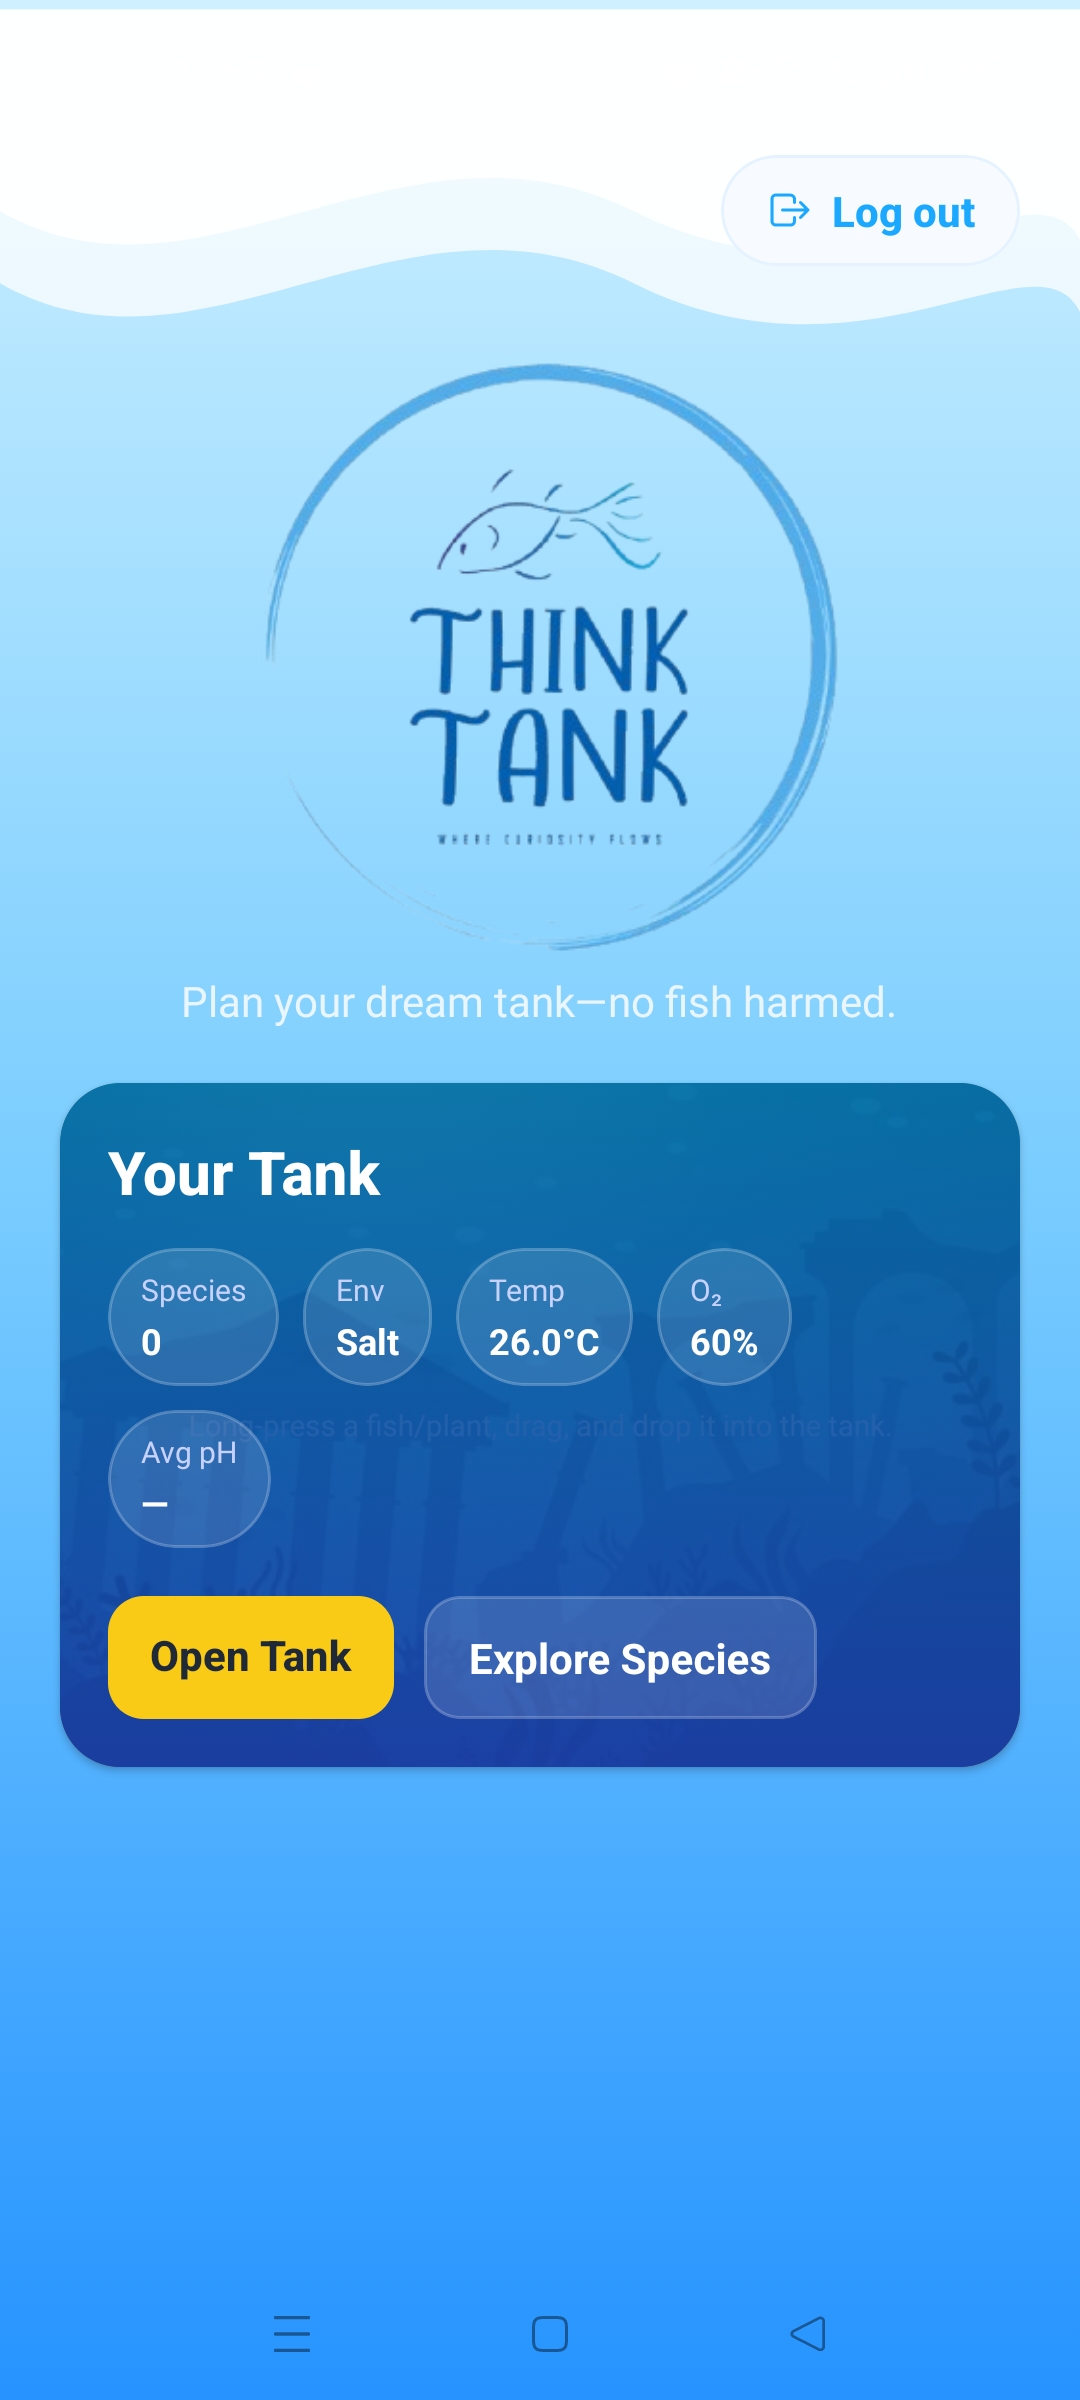 Log out
THINK
TANK
WHERE CURIOSITY FLOWS
Plan your dream tank—no fish harmed.
Your Tank
Species
0
Env
Salt
Temp
26.0°C
O₂
60%
Long-press a fish/plant, drag, and drop it into the tank.
Avg pH
—
Open Tank
Explore Species